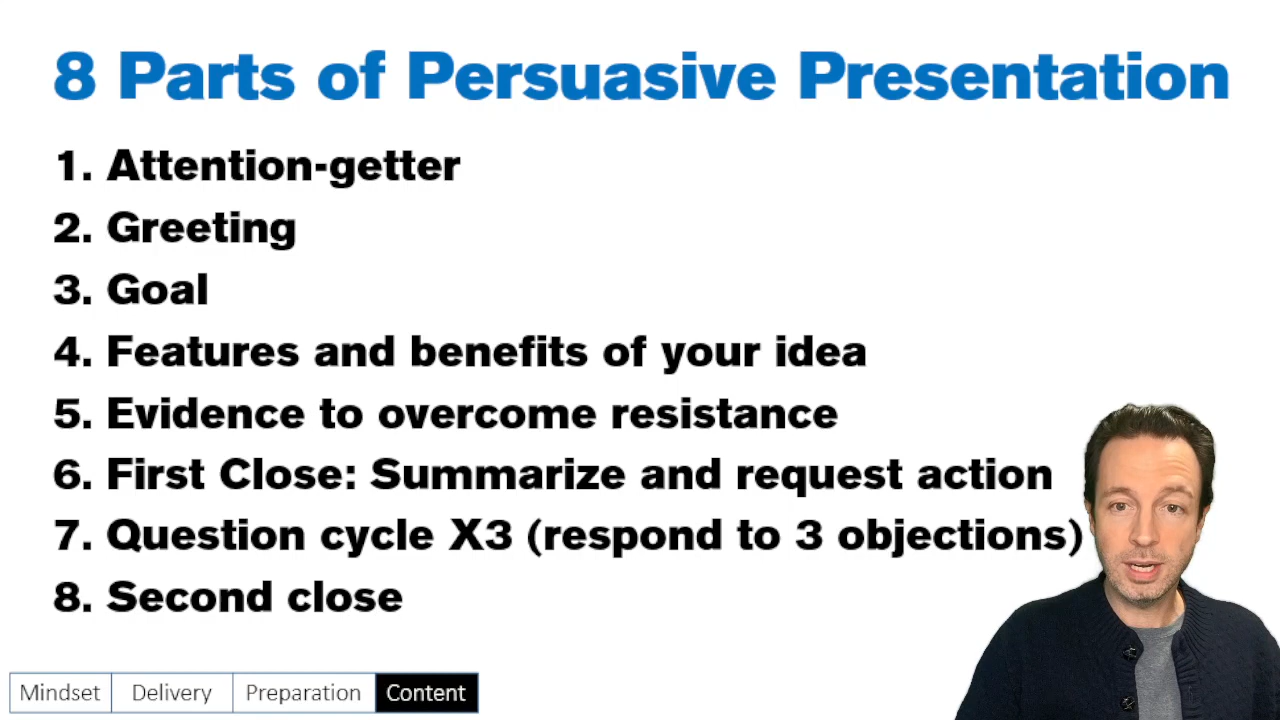 8 Parts of Persuasive Presentation
1. Attention-getter
2. Greeting
3. Goal
4. Features and benefits of your idea
5. Evidence to overcome resistance
6. First Close: Summarize and request action
7. Question cycle X3 (respond to 3 objections)
8. Second close
Mindset Delivery Preparation Content